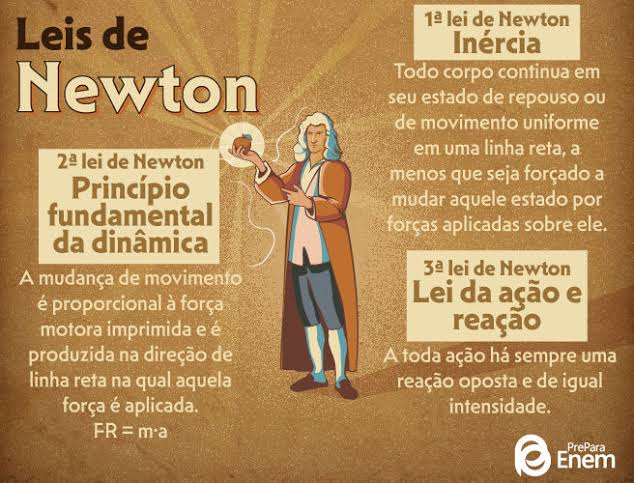 Leis de
Newton
1ª lei de Newton
Inércia
Todo corpo continua em
seu estado de repouso ou
de movimento uniforme
em uma linha reta, a
menos que seja forçado a
mudar aquele estado por
forças aplicadas sobre ele.
2ª lei de Newton
Princípio
fundamental
da dinâmica
A mudança de movimento
é proporcional à força
motora imprimida e é
produzida na direção de
linha reta na qual aquela
força é aplicada.
FR = m·a
3ª lei de Newton
Lei da ação e
reação
A toda ação há sempre uma
reação oposta e de igual
intensidade.
PrePara
Enem